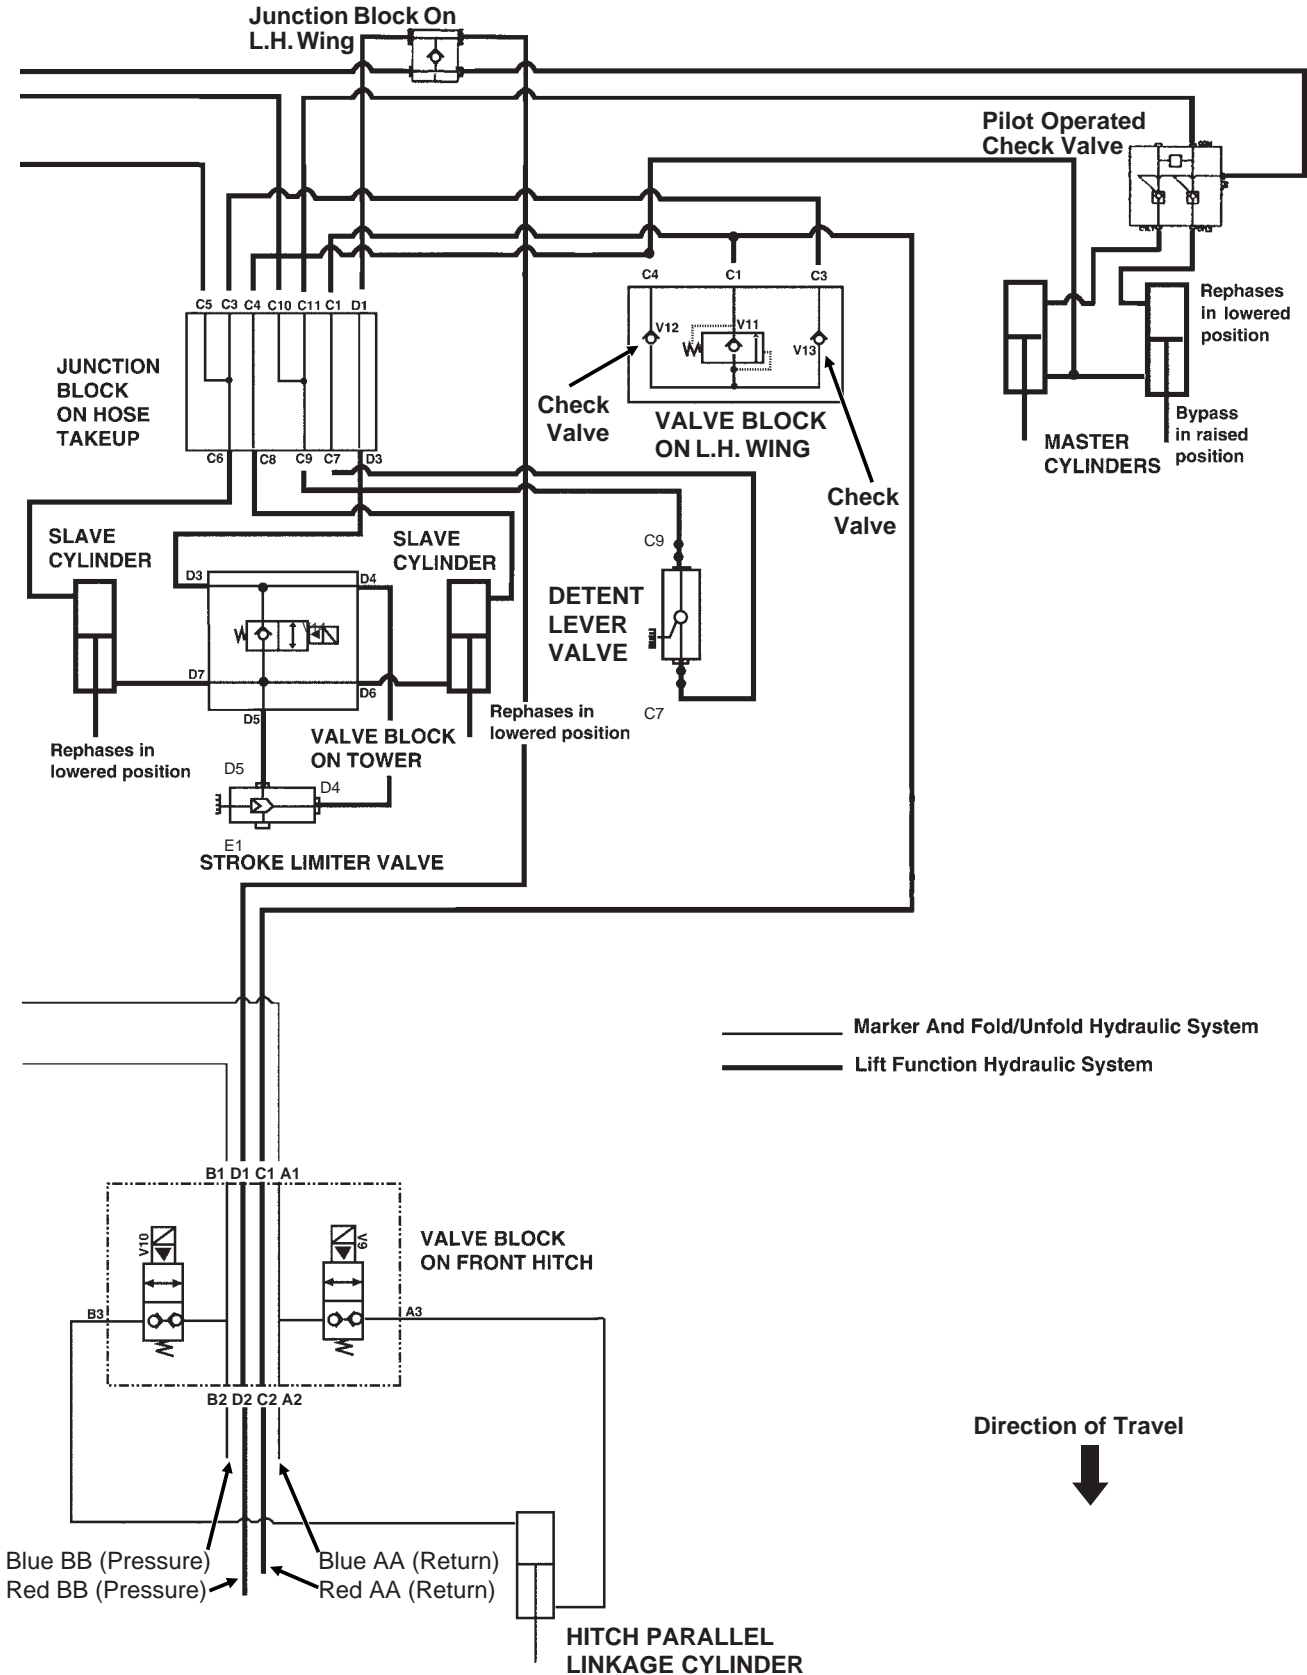 Junction Block On
L.H. Wing
Pilot Operated
Check Valve
C4 C1 C3
C5 C3 C4 C10 C11 C1 D1
Rephases
in lowered
position
V12
V11
V13
JUNCTION
BLOCK
ON HOSE
TAKEUP
Check
Valve
VALVE BLOCK
ON L.H. WING
Bypass
in raised
position
MASTER
CYLINDERS
C6 C8 C9 C7 D3
Check
Valve
SLAVE
CYLINDER
SLAVE
CYLINDER
C9
D3
D4
DETENT
LEVER
VALVE
D7
D6
D5
C7
Rephases in
lowered position
VALVE BLOCK
ON TOWER
Rephases in
lowered position
D5
D4
E1
STROKE LIMITER VALVE
Marker And Fold/Unfold Hydraulic System
Lift Function Hydraulic System
B1 D1 C1 A1
V10
V9
VALVE BLOCK
ON FRONT HITCH
B3
A3
B2 D2 C2 A2
Direction of Travel
Blue BB (Pressure)
Red BB (Pressure)
Blue AA (Return)
Red AA (Return)
HITCH PARALLEL
LINKAGE CYLINDER